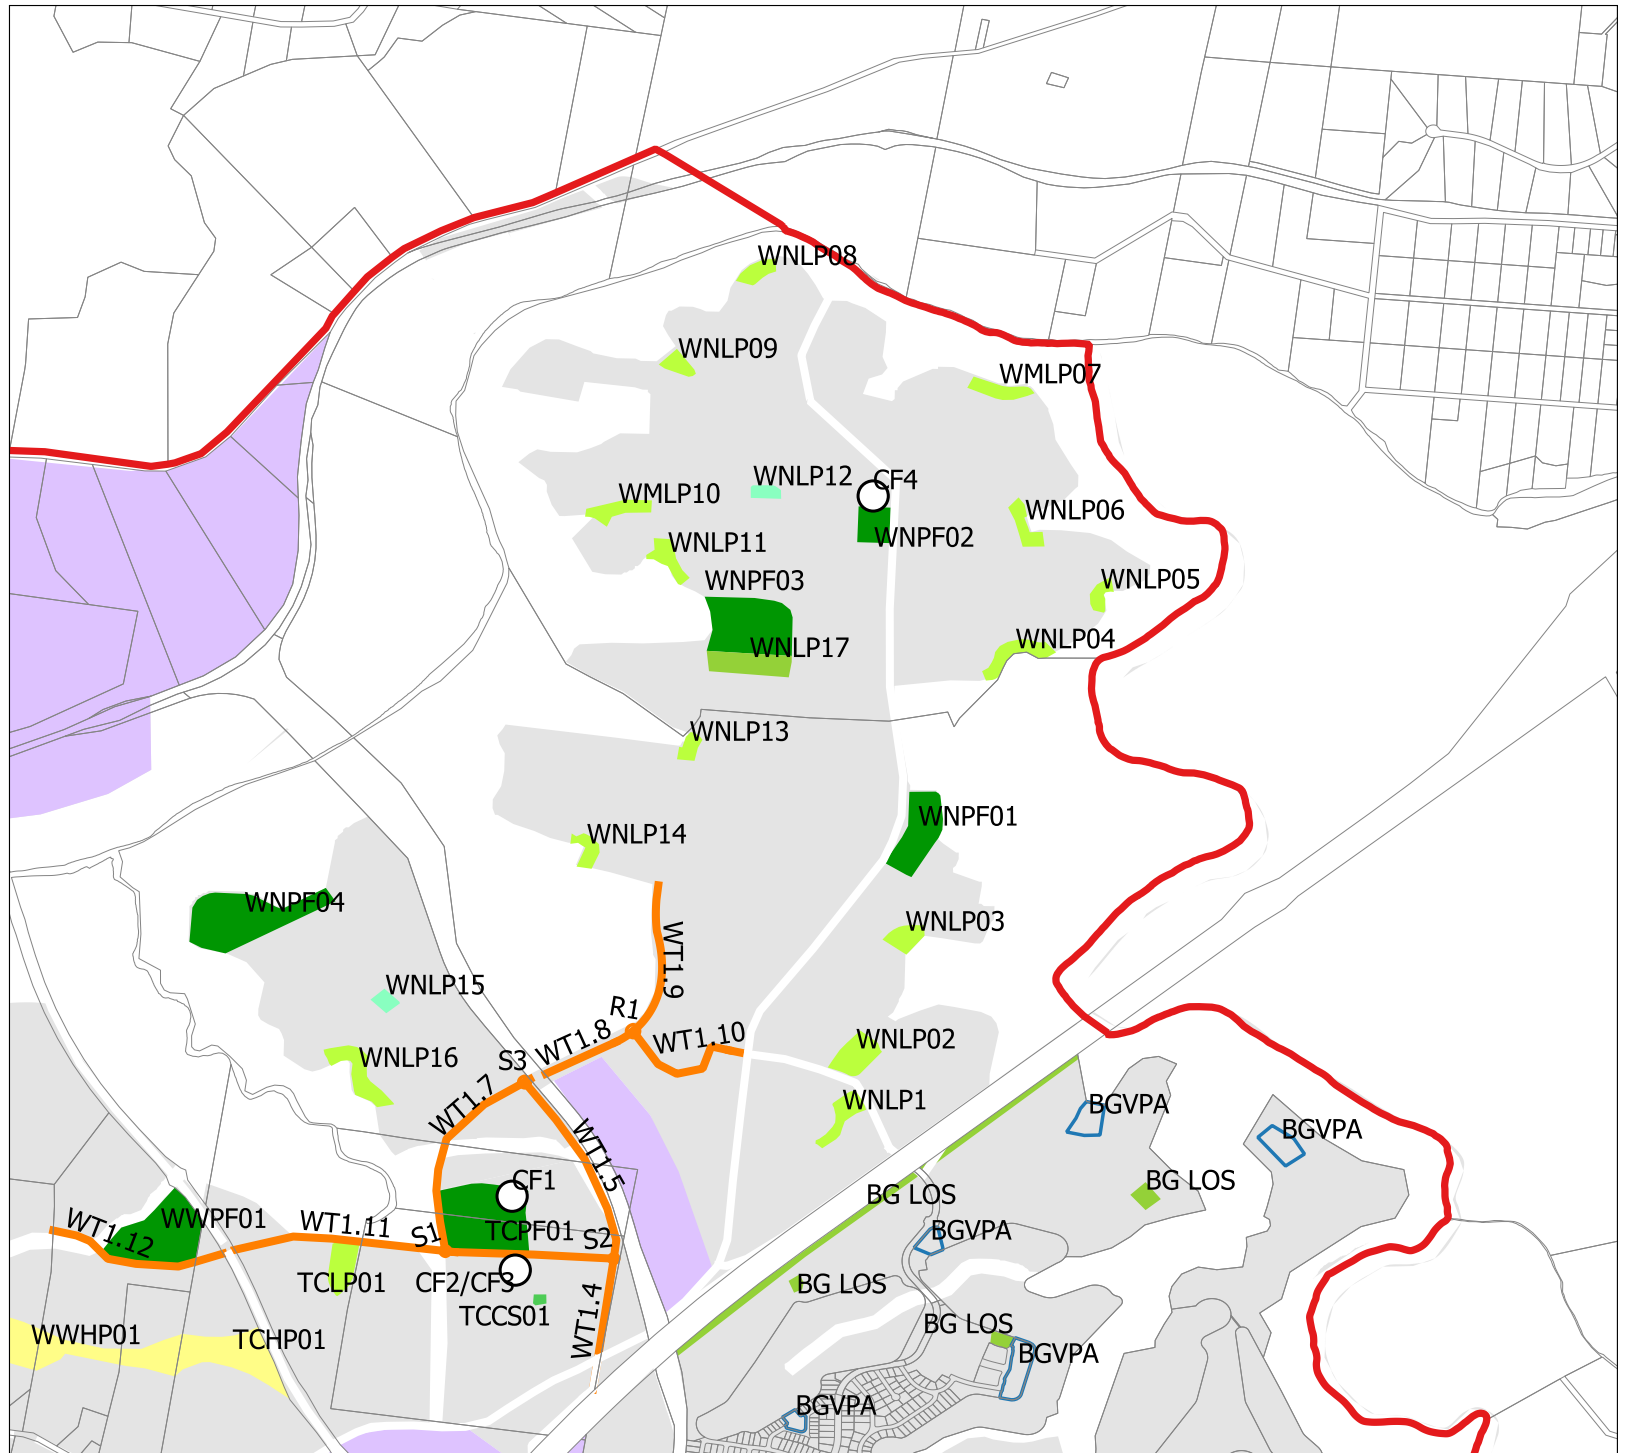 WNLP08
WNLP09
WMLP07
WNLP12
CF4
WMLP10
WNLP06
WNPF02
WNLP11
WNPF03
WNLP05
WNLP04
WNLP17
WNLP13
WNPF01
WNLP14
WNPF04
WNLP03
WT1.9
WNLP15
R1
WT1.8
WT1.10
WNLP02
WNLP16
S3
WT1.7
WNLP1
BGVPA
BGVPA
WT1.5
CF1
BG LOS
BG LOS
WWPF01
WT1.12
WT1.11
S1
TCPF01
S2
BGVPA
TCLP01
CF2/CF3
BG LOS
TCCS01
WT1.4
BG LOS
WWHP01
TCHP01
BGVPA
BGVPA